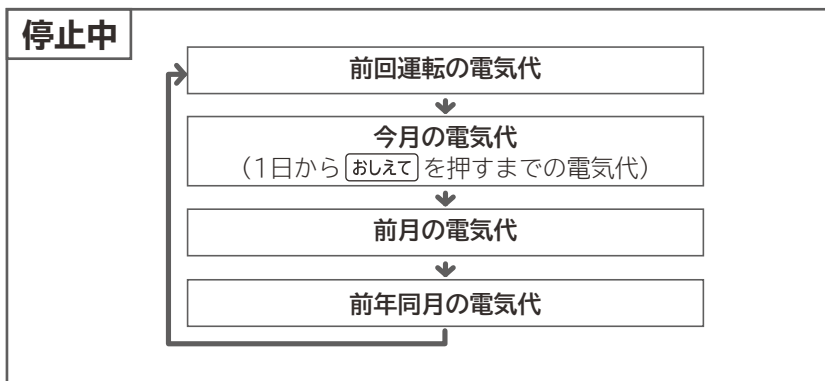 停止中
前回運転の電気代
今月の電気代
（1日からおしえてを押すまでの電気代）
前月の電気代
前年同月の電気代